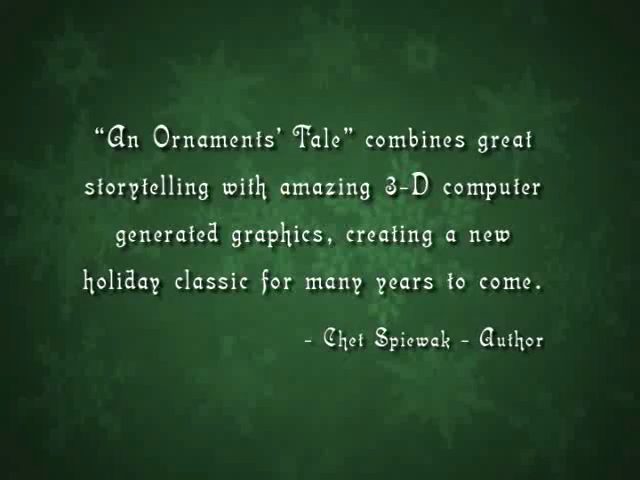 “An Ornaments’ Tale” combines great
storytelling with amazing 3-D computer
generated graphics, creating a new
holiday classic for many years to come.
- Chet Spiewak - Author